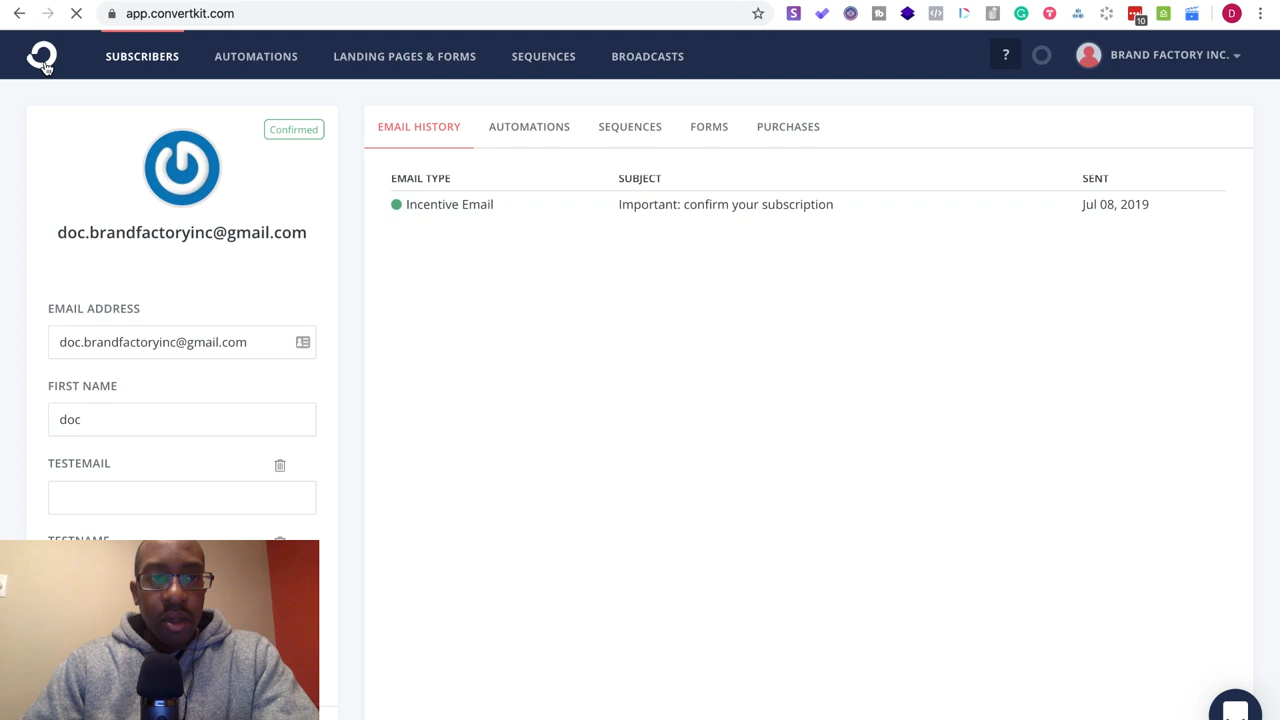 app.convertkit.com
S
T
10
D
SUBSCRIBERS
AUTOMATIONS
LANDING PAGES & FORMS
SEQUENCES
BROADCASTS
?
BRAND FACTORY INC.
Confirmed
doc.brandfactoryinc@gmail.com
EMAIL ADDRESS
doc.brandfactoryinc@gmail.com
FIRST NAME
doc
TESTEMAIL
TESTNAME
EMAIL HISTORY
AUTOMATIONS
SEQUENCES
FORMS
PURCHASES
EMAIL TYPE
SUBJECT
SENT
Incentive Email
Important: confirm your subscription
Jul 08, 2019